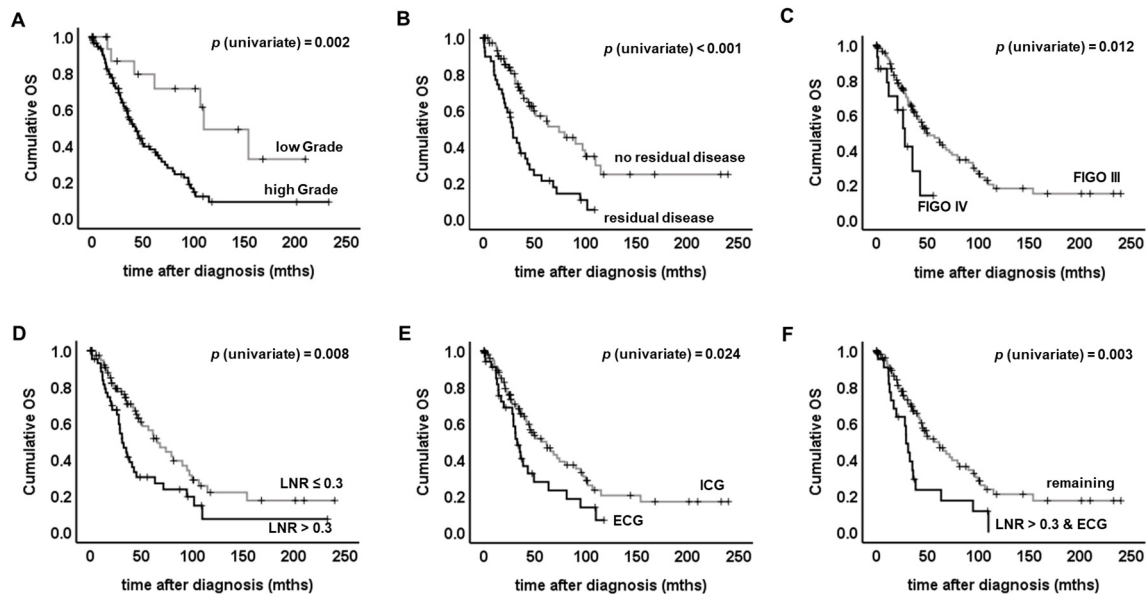 A
p (univariate) = 0.002
Cumulative OS
1.0
0.8
0.6
0.4
0.2
0.0
low Grade
high Grade
0 50 100 150 200 250
time after diagnosis (mths)
B
p (univariate) < 0.001
Cumulative OS
1.0
0.8
0.6
0.4
0.2
0.0
no residual disease
residual disease
0 50 100 150 200 250
time after diagnosis (mths)
C
p (univariate) = 0.012
Cumulative OS
1.0
0.8
0.6
0.4
0.2
0.0
FIGO III
FIGO IV
0 50 100 150 200 250
time after diagnosis (mths)
D
p (univariate) = 0.008
Cumulative OS
1.0
0.8
0.6
0.4
0.2
0.0
LNR ≤ 0.3
LNR > 0.3
0 50 100 150 200 250
time after diagnosis (mths)
E
p (univariate) = 0.024
Cumulative OS
1.0
0.8
0.6
0.4
0.2
0.0
ICG
ECG
0 50 100 150 200 250
time after diagnosis (mths)
F
p (univariate) = 0.003
Cumulative OS
1.0
0.8
0.6
0.4
0.2
0.0
remaining
LNR > 0.3 & ECG
0 50 100 150 200 250
time after diagnosis (mths)